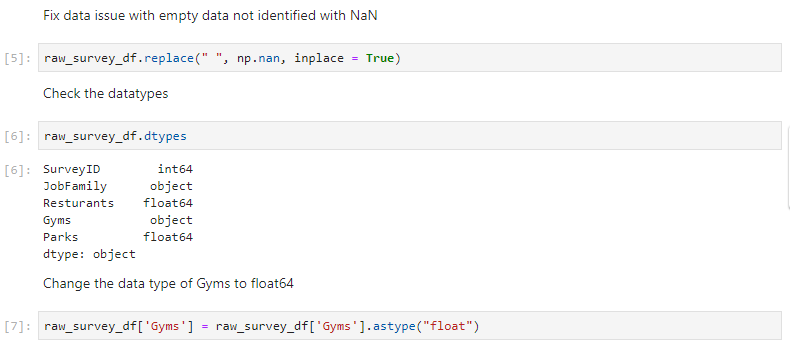 Fix data issue with empty data not identified with NaN
[5]: raw_survey_df.replace(" ", np.nan, inplace = True)
Check the datatypes
[6]: raw_survey_df.dtypes
[6]: SurveyID        int64
JobFamily      object
Resturants    float64
Gyms           object
Parks         float64
dtype: object
Change the data type of Gyms to float64
[7]: raw_survey_df['Gyms'] = raw_survey_df['Gyms'].astype("float")